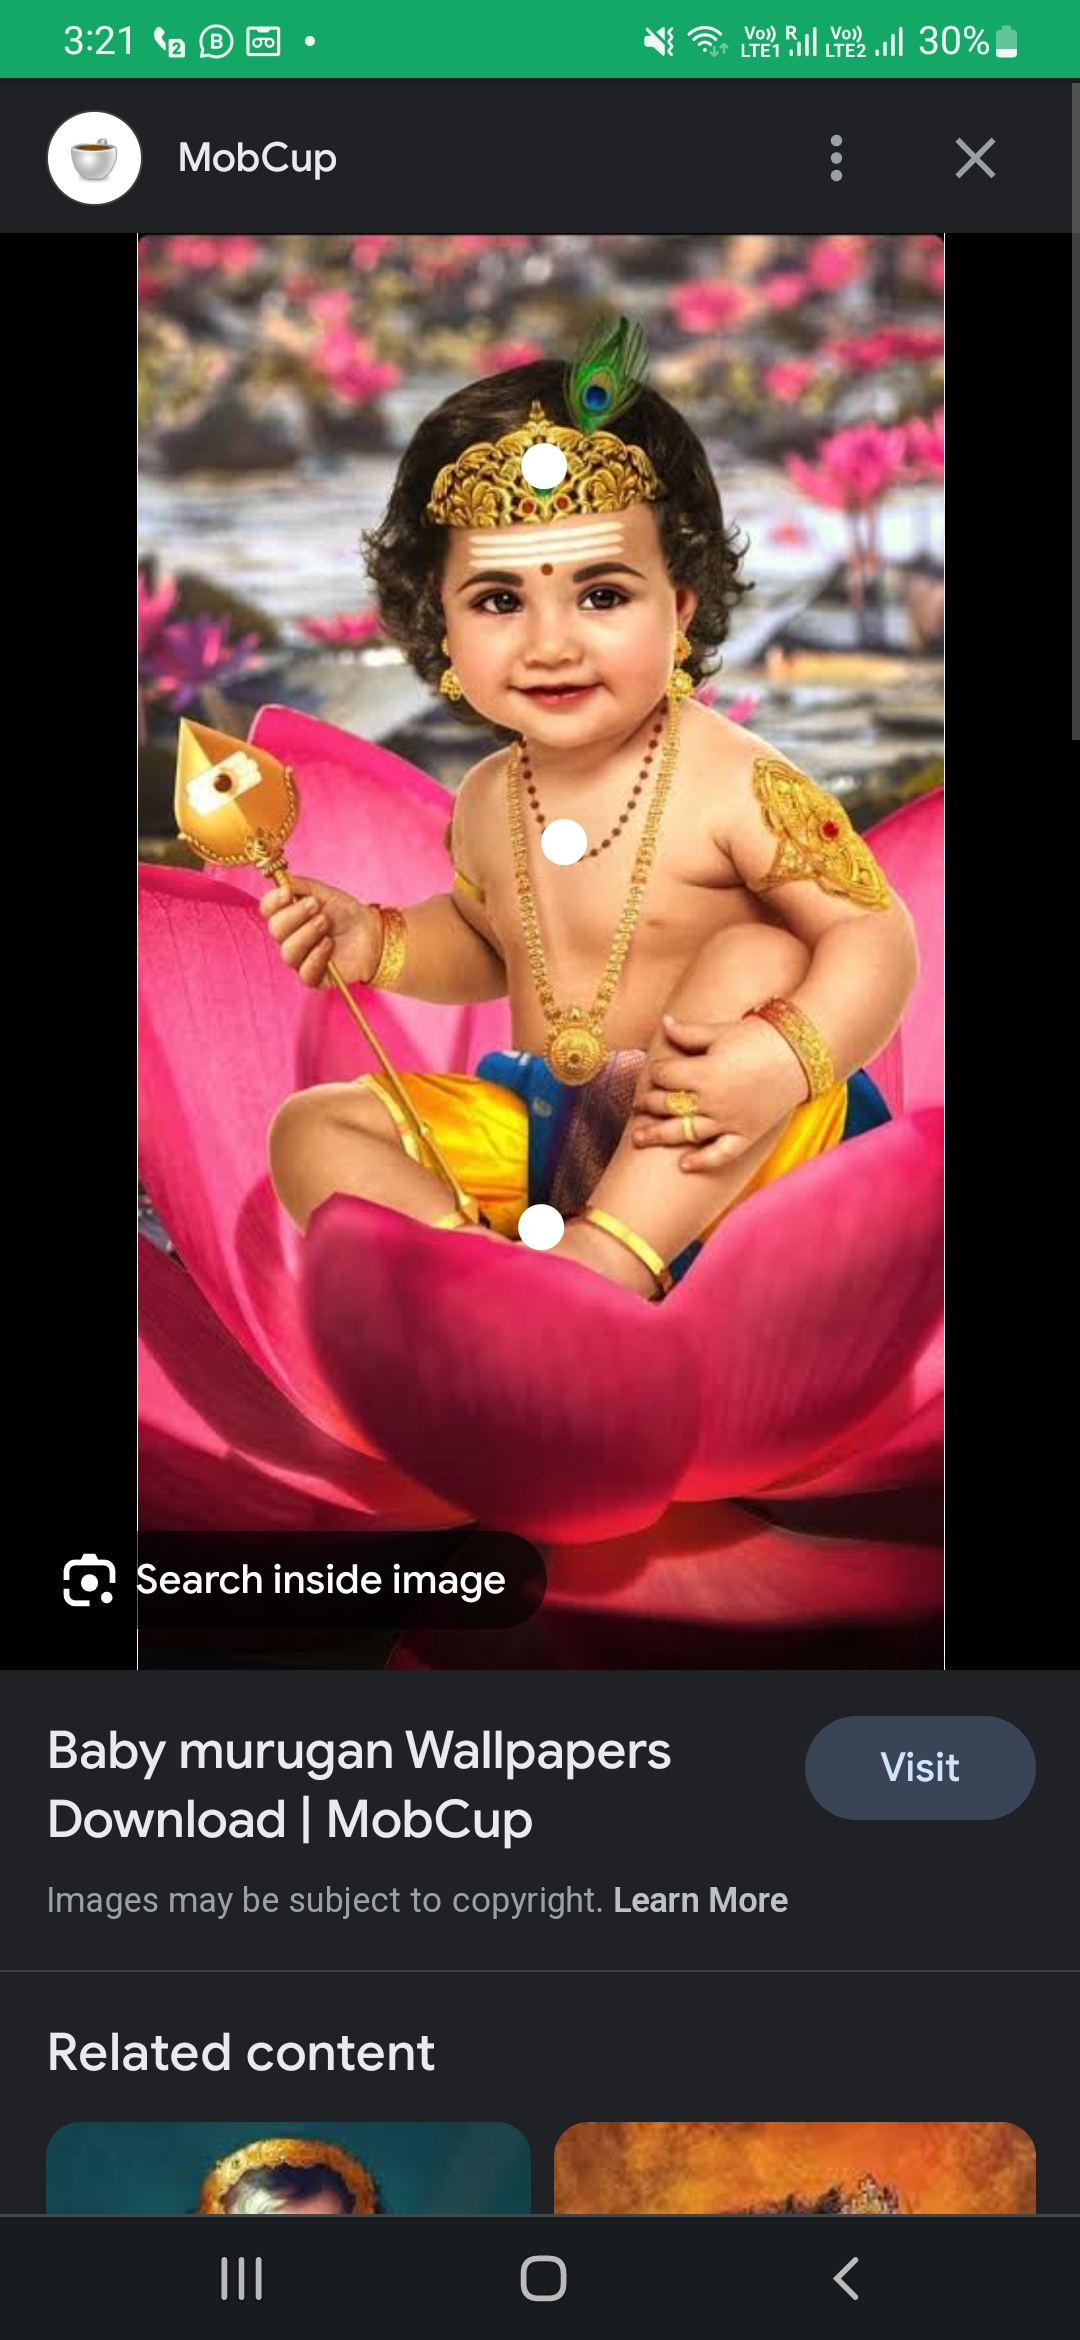 3:21
2
B
Vo)) R Vo))
LTE1 LTE2
30%
MobCup
Search inside image
Baby murugan Wallpapers
Download | MobCup
Visit
Images may be subject to copyright. Learn More
Related content